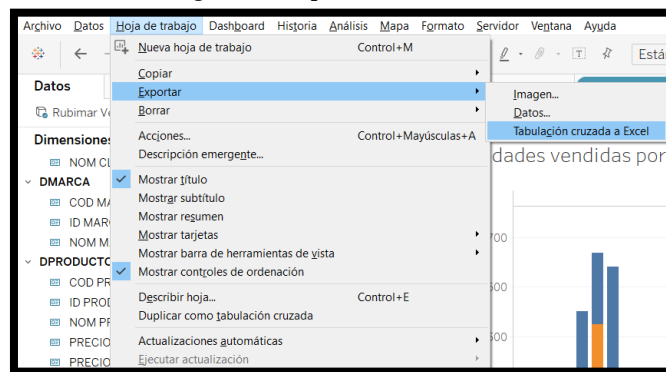 Archivo Datos Hoja de trabajo Dashboard Historia Análisis Mapa Formato Servidor Ventana Ayuda
Nueva hoja de trabajo Control+M
Copiar
Exportar
Borrar
Acciones... Control+Mayúsculas+A
Descripción emergente...
Mostrar título
Mostrar subtítulo
Mostrar resumen
Mostrar tarjetas
Mostrar barra de herramientas de vista
Mostrar controles de ordenación
Describir hoja... Control+E
Duplicar como tabulación cruzada
Actualizaciones automáticas
Ejecutar actualización
Imagen...
Datos...
Tabulación cruzada a Excel
Datos
Rubimar
Dimensione
NOM CL
DMARCA
COD MA
ID MAR
NOM M
DPRODUCTO
COD PR
ID PROD
NOM PR
PRECIO
PRECIO
T
Está
dades vendidas por
700
600
500